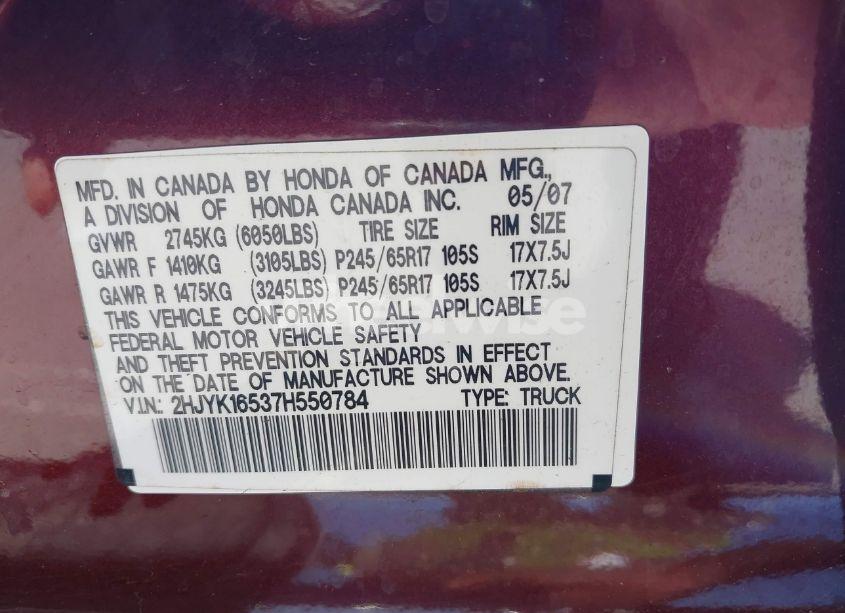 MFD. IN CANADA BY HONDA OF CANADA MFG.,
A DIVISION OF HONDA CANADA INC. 05/07
GVWR 2745KG (6050LBS) TIRE SIZE RIM SIZE
GAWR F 1410KG (3105LBS) P245/65R17 105S 17X7.5J
GAWR R 1475KG (3245LBS) P245/65R17 105S 17X7.5J
THIS VEHICLE CONFORMS TO ALL APPLICABLE
FEDERAL MOTOR VEHICLE SAFETY
AND THEFT PREVENTION STANDARDS IN EFFECT
ON THE DATE OF MANUFACTURE SHOWN ABOVE.
V.I.N.: 2HJYK16537H550784 TYPE: TRUCK